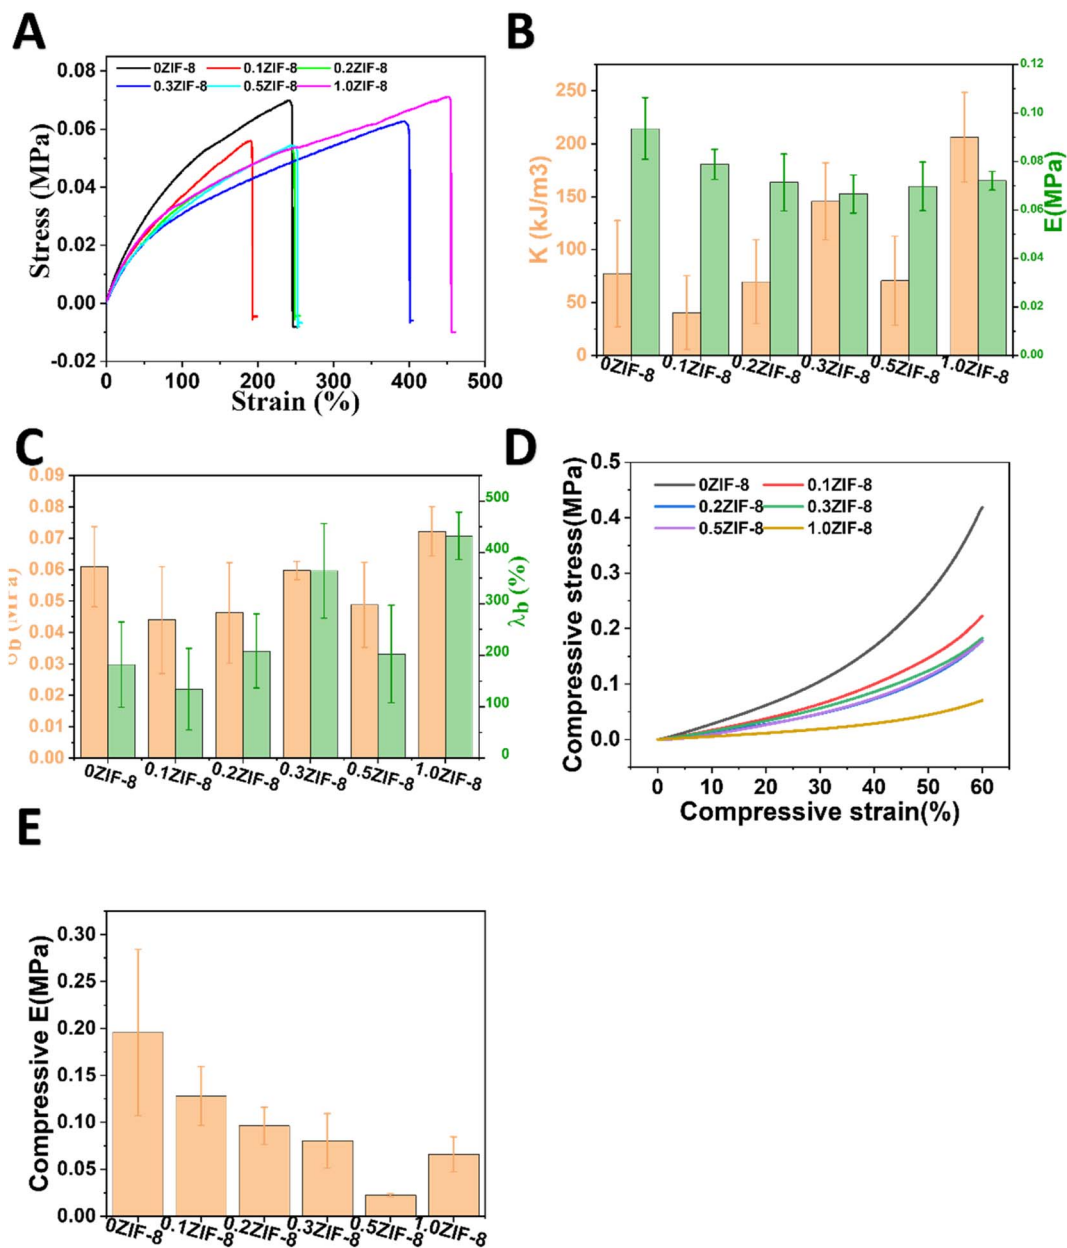 A
0ZIF-8 0.1ZIF-8 0.2ZIF-8
0.3ZIF-8 0.5ZIF-8 1.0ZIF-8
0.08
0.06
0.04
0.02
0.00
-0.02
Stress (MPa)
0 100 200 300 400 500
Strain (%)
B
250
200
150
100
50
0
K (kJ/m3)
0.12
0.10
0.08
0.06
0.04
0.02
0.00
E(MPa)
0ZIF-8 0.1ZIF-8 0.2ZIF-8 0.3ZIF-8 0.5ZIF-8 1.0ZIF-8
C
0.09
0.08
0.07
0.06
0.05
0.04
0.03
0.02
0.01
0.00
500
400
300
200
100
0
λb (%)
0ZIF-8 0.1ZIF-8 0.2ZIF-8 0.3ZIF-8 0.5ZIF-8 1.0ZIF-8
D
0ZIF-8 0.1ZIF-8
0.2ZIF-8 0.3ZIF-8
0.5ZIF-8 1.0ZIF-8
0.5
0.4
0.3
0.2
0.1
0.0
Compressive stress(MPa)
0 10 20 30 40 50 60
Compressive strain(%)
E
0.30
0.25
0.20
0.15
0.10
0.05
0.00
Compressive E(MPa)
0ZIF-8 0.1ZIF-8 0.2ZIF-8 0.3ZIF-8 0.5ZIF-8 1.0ZIF-8